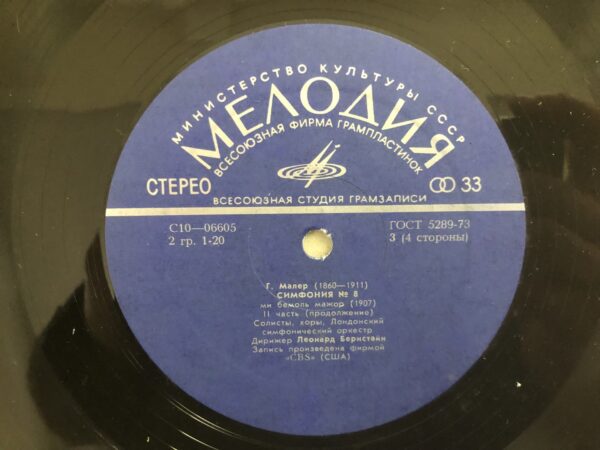 МИНИСТЕРСТВО КУЛЬТУРЫ СССР
МЕЛОДИЯ
ВСЕСОЮЗНАЯ ФИРМА ГРАМПЛАСТИНОК
СТЕРЕО
33
ВСЕСОЮЗНАЯ СТУДИЯ ГРАМЗАПИСИ
С10—06605
ГОСТ 5289-73
2 гр. 1-20
3 (4 стороны)
Г. Малер (1860—1911)
СИМФОНИЯ № 8
ми бемоль мажор (1907)
II часть (продолжение)
Солисты, хоры, Лондонский
симфонический оркестр
Дирижер Леонард Бернстайн
Запись произведена фирмой
«CBS» (США)